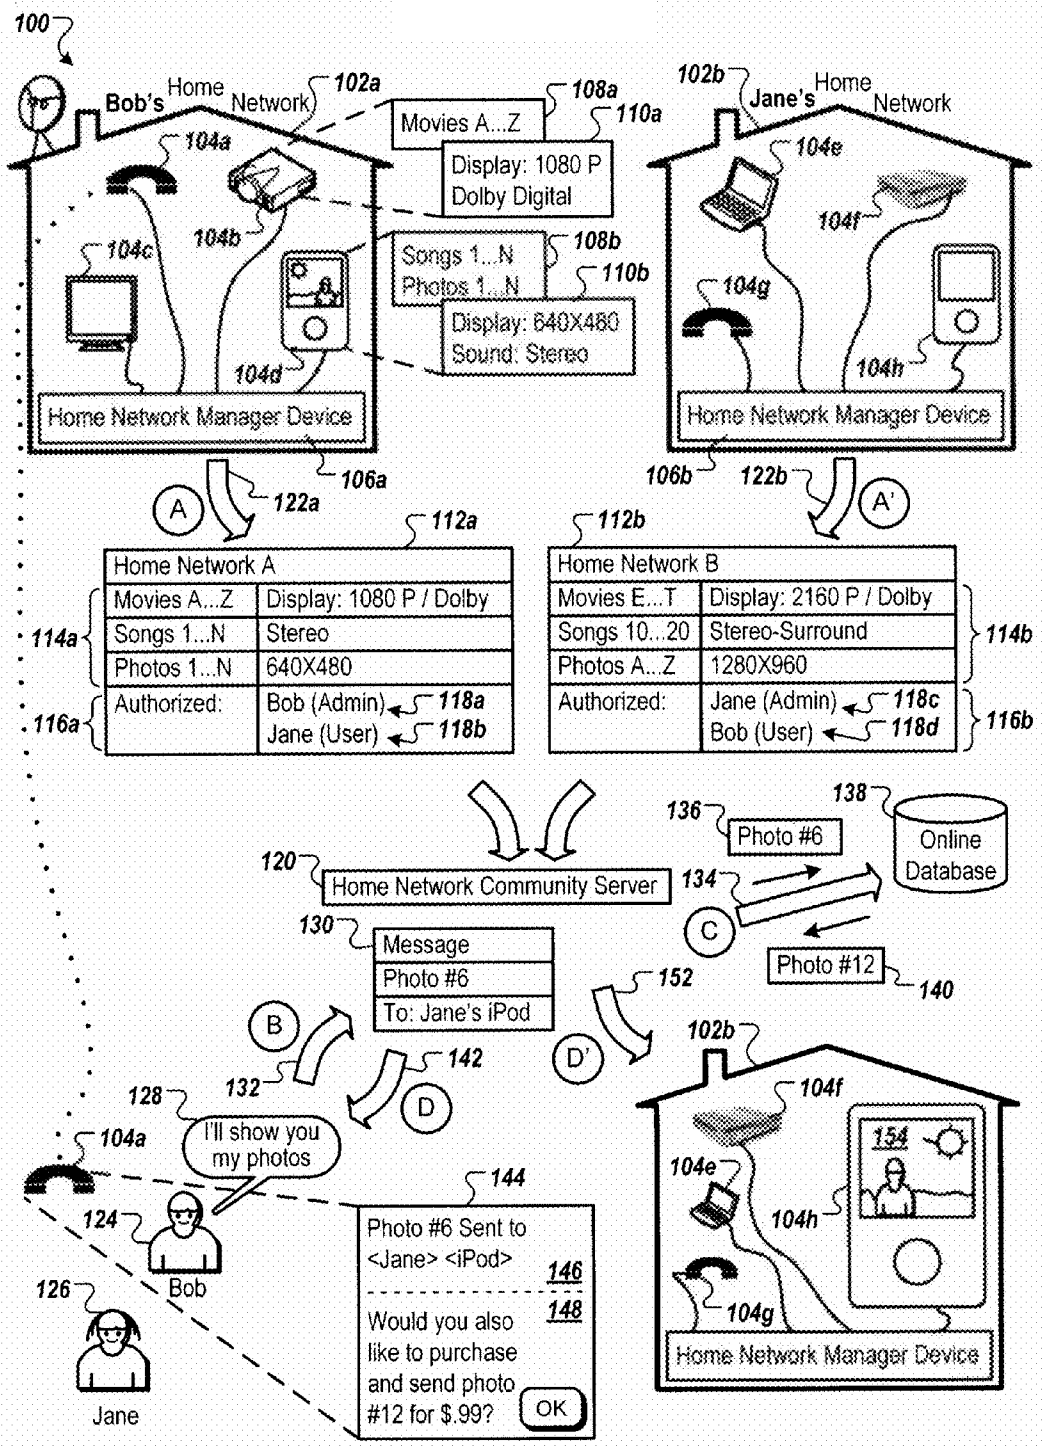 100
Bob's Home Network
102a
108a
Movies A...Z
110a
Display: 1080 P
Dolby Digital
104a
104b
104c
108b
Songs 1...N
Photos 1...N
110b
Display: 640X480
Sound: Stereo
104d
Home Network Manager Device
106a
102b
Jane's Home Network
104e
104f
104g
104h
Home Network Manager Device
106b
A
122a
122b
A'
112a
Home Network A
Movies A...Z Display: 1080 P / Dolby
Songs 1...N Stereo
Photos 1...N 640X480
114a
Authorized: Bob (Admin) 118a
Jane (User) 118b
116a
112b
Home Network B
Movies E...T Display: 2160 P / Dolby
Songs 10...20 Stereo-Surround
Photos A...Z 1280X960
114b
Authorized: Jane (Admin) 118c
Bob (User) 118d
116b
120
Home Network Community Server
136
Photo #6
138
Online
Database
134
C
Photo #12
140
130
Message
Photo #6
To: Jane's iPod
152
B
132
142
D
D'
128
I'll show you
my photos
104a
124
Bob
126
Jane
144
Photo #6 Sent to
<Jane> <iPod>
146
148
Would you also
like to purchase
and send photo
#12 for $.99?
OK
102b
104f
104e
154
104h
104g
Home Network Manager Device